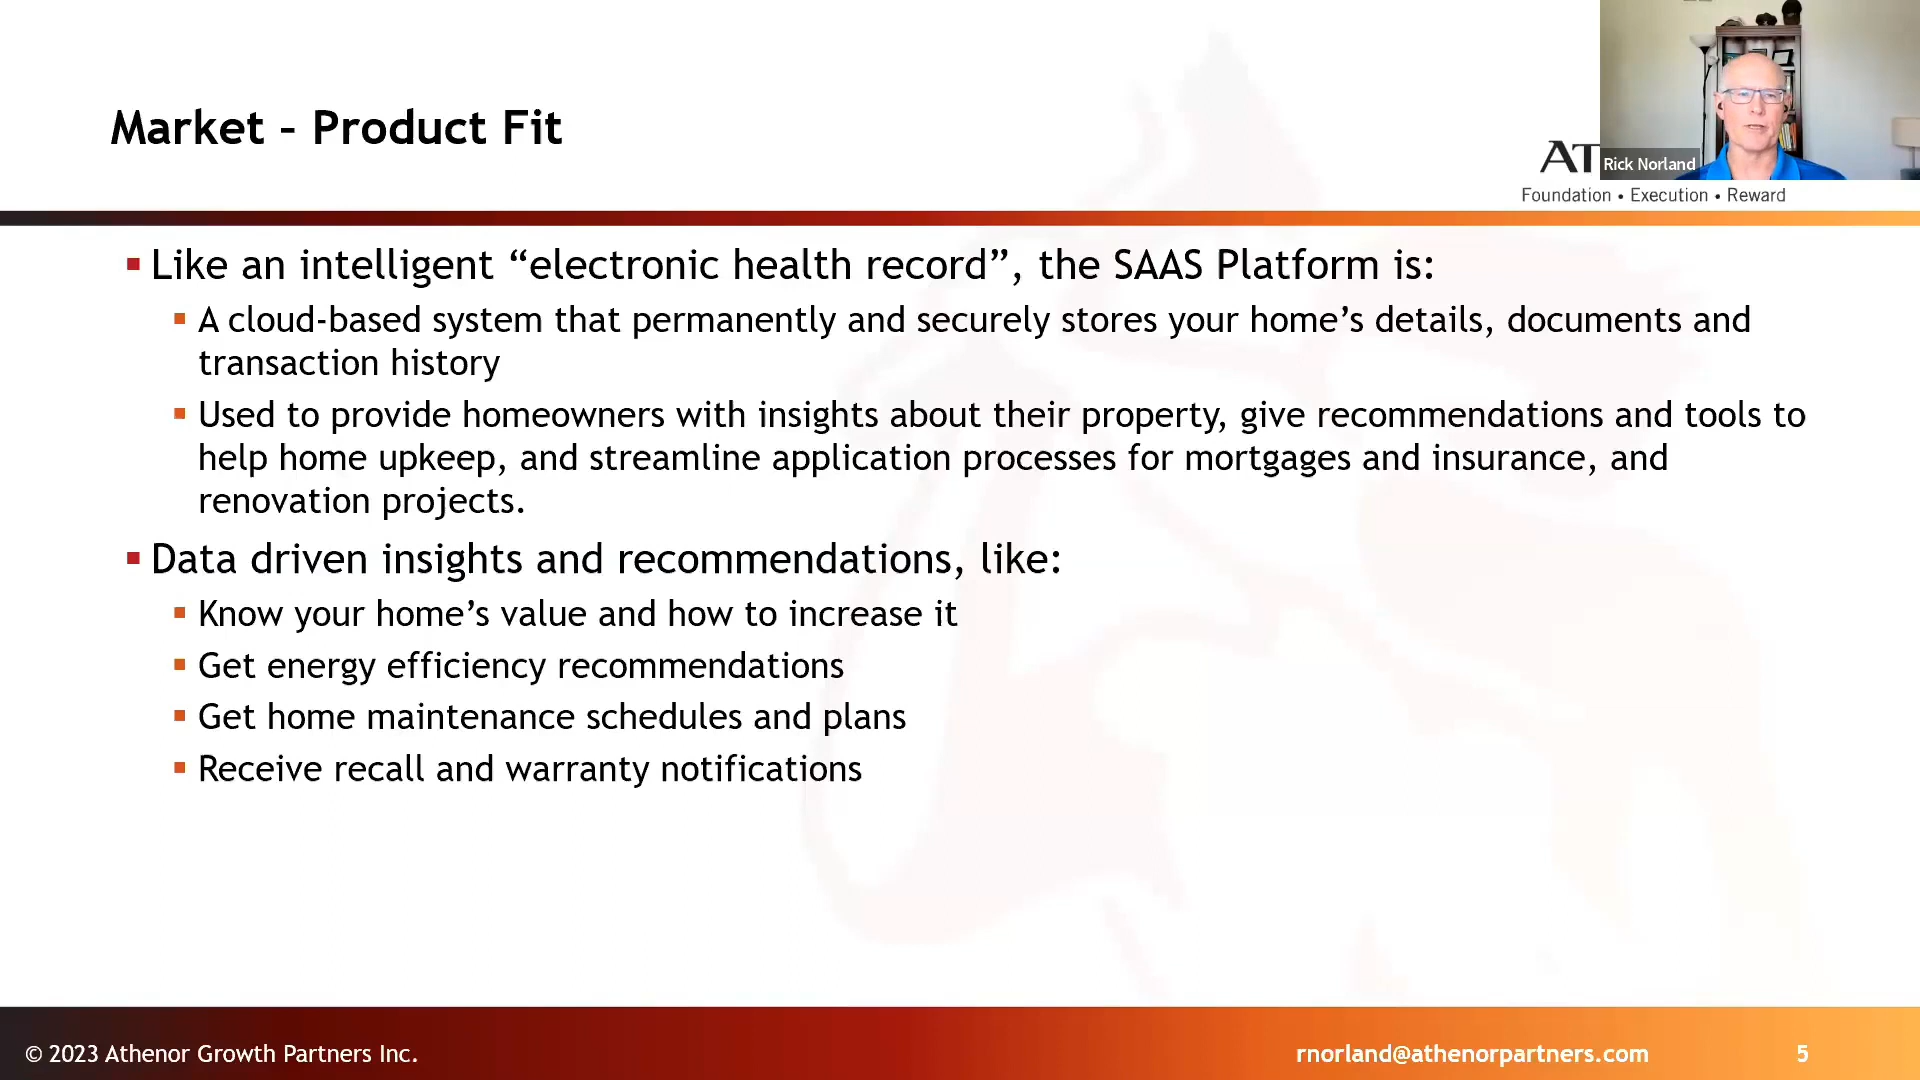 Market – Product Fit
AT
Rick Norland
Foundation • Execution • Reward
▪ Like an intelligent “electronic health record”, the SAAS Platform is:
▪ A cloud-based system that permanently and securely stores your home’s details, documents and
transaction history
▪ Used to provide homeowners with insights about their property, give recommendations and tools to
help home upkeep, and streamline application processes for mortgages and insurance, and
renovation projects.
▪ Data driven insights and recommendations, like:
▪ Know your home’s value and how to increase it
▪ Get energy efficiency recommendations
▪ Get home maintenance schedules and plans
▪ Receive recall and warranty notifications
© 2023 Athenor Growth Partners Inc.
rnorland@athenorpartners.com
5